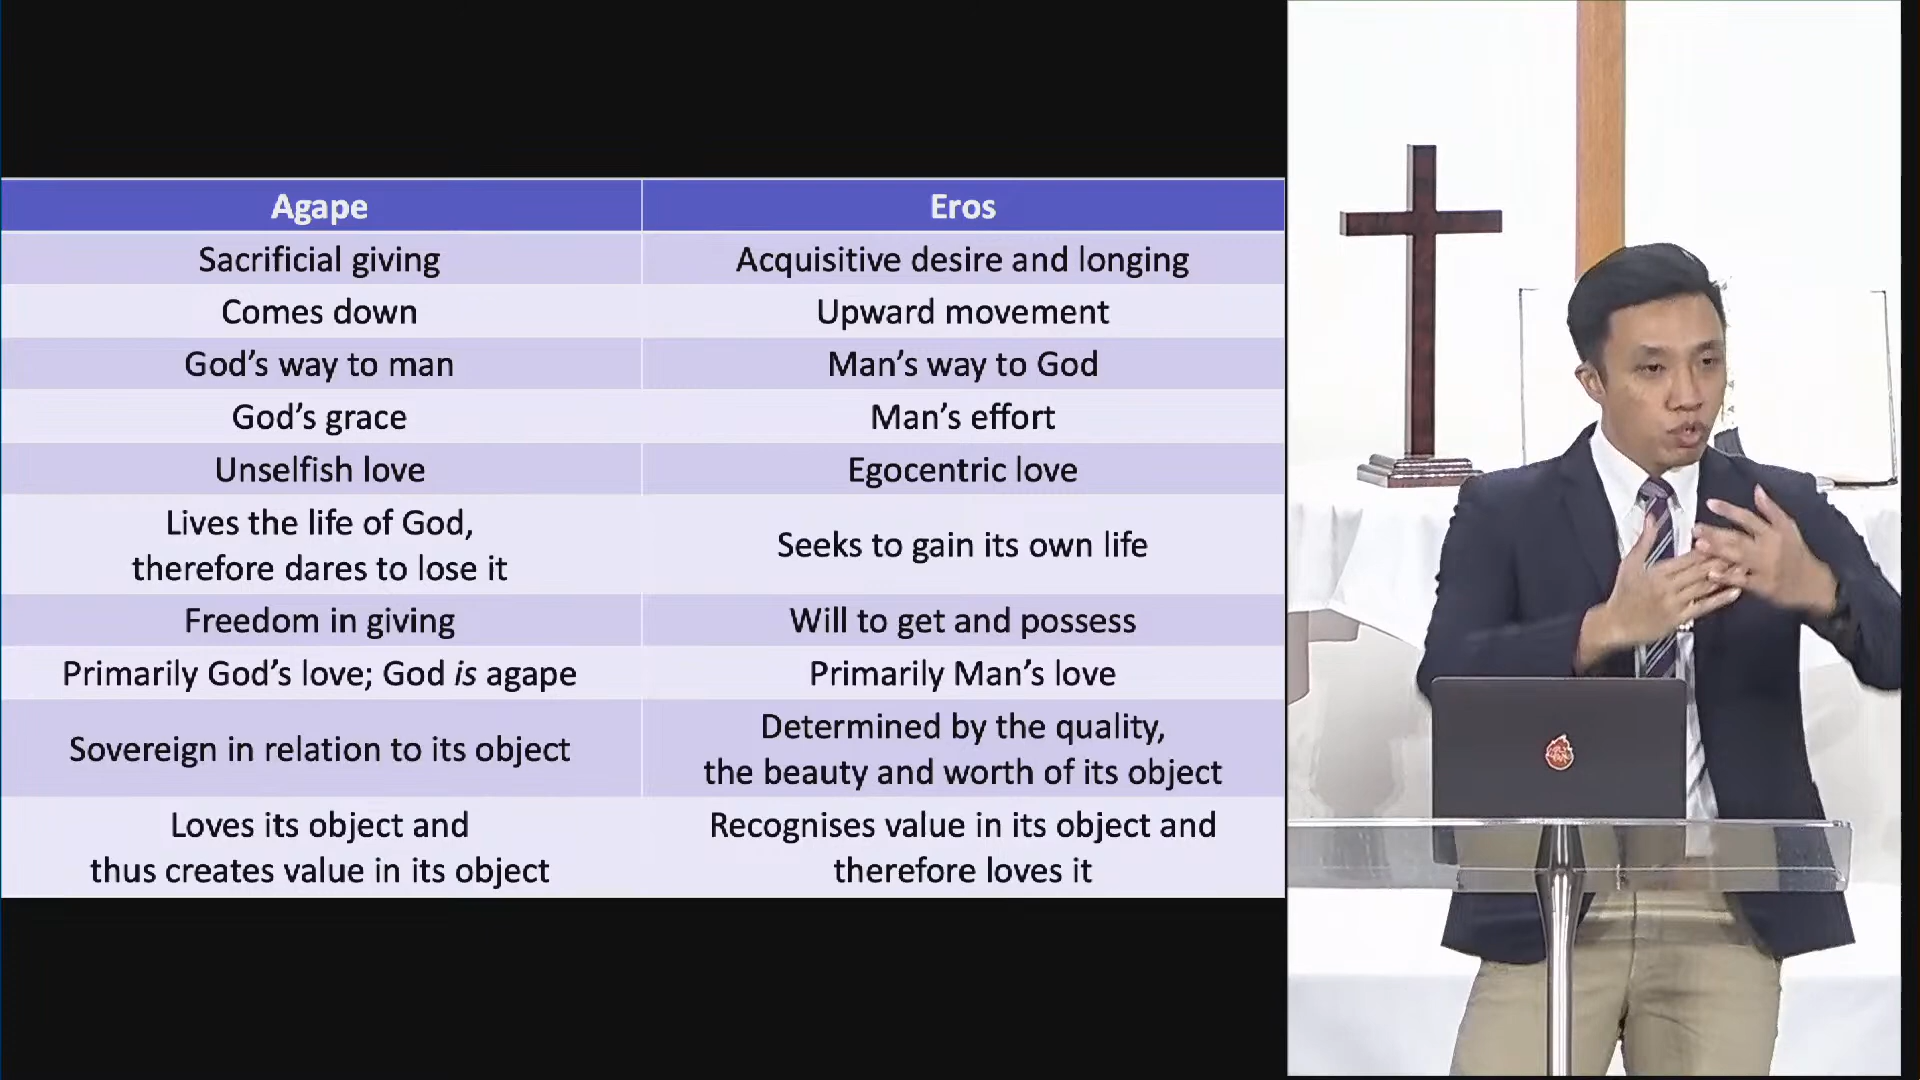 Agape
Eros
Sacrificial giving
Acquisitive desire and longing
Comes down
Upward movement
God's way to man
Man's way to God
God's grace
Man's effort
Unselfish love
Egocentric love
Lives the life of God,
therefore dares to lose it
Seeks to gain its own life
Freedom in giving
Will to get and possess
Primarily God's love; God is agape
Primarily Man's love
Sovereign in relation to its object
Determined by the quality,
the beauty and worth of its object
Loves its object and
thus creates value in its object
Recognises value in its object and
therefore loves it